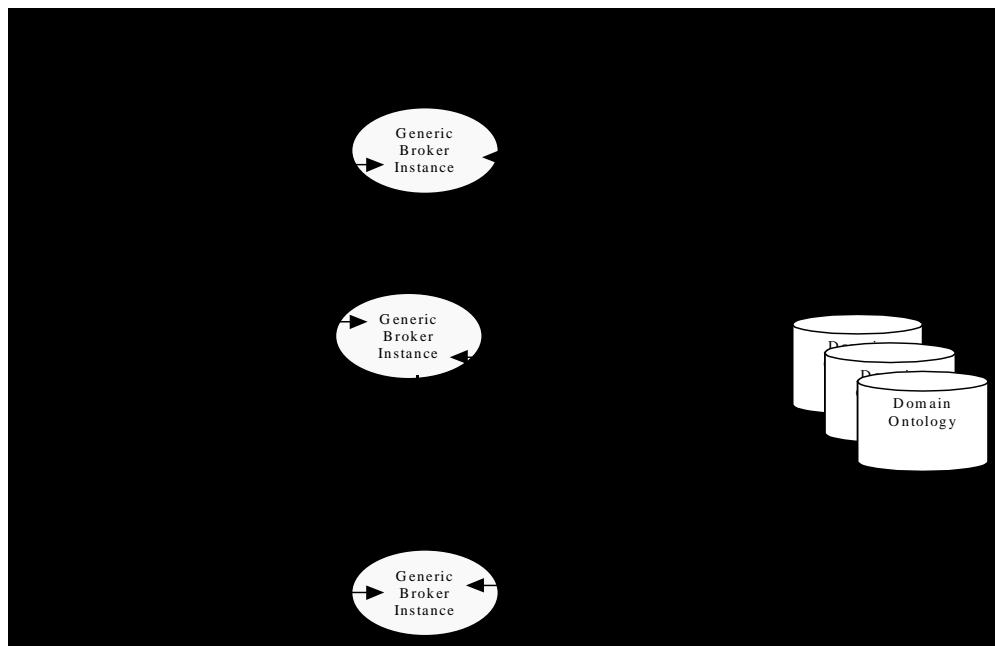 Generic
Broker
Instance
Generic
Broker
Instance
Domain
Ontology
Generic
Broker
Instance